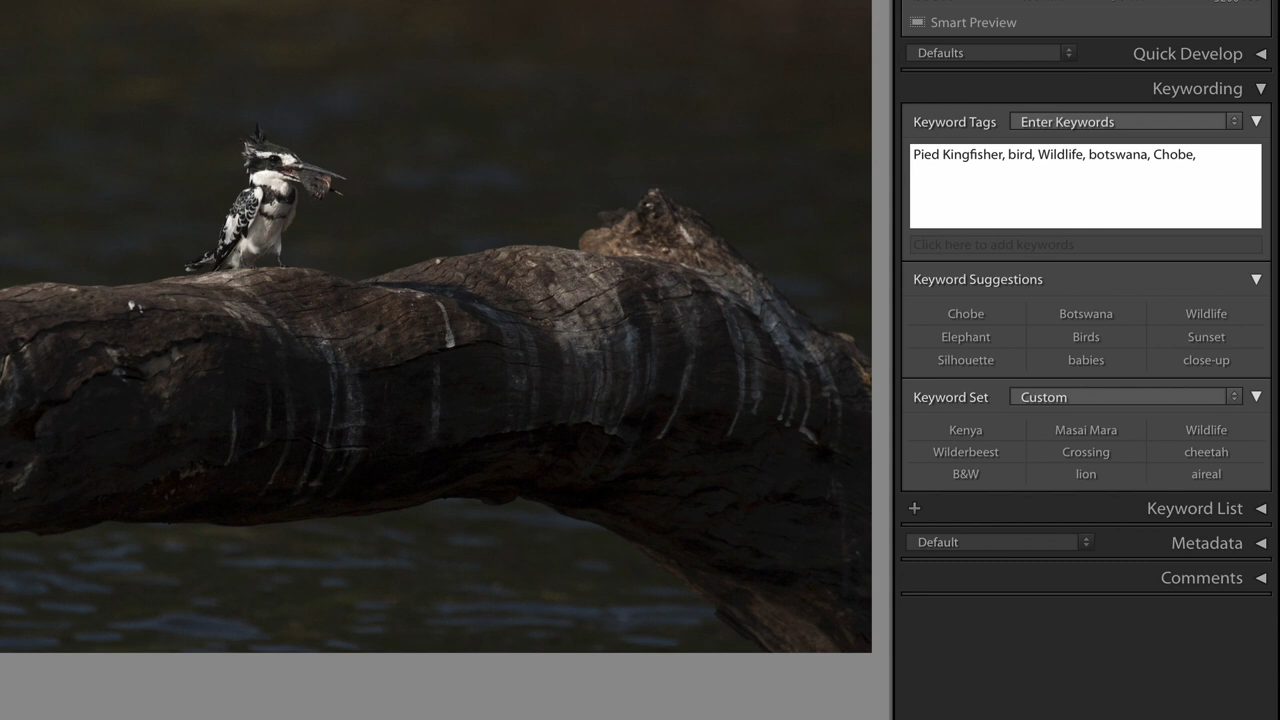 Smart Preview
Defaults Quick Develop
Keywording
Keyword Tags Enter Keywords
Pied Kingfisher, bird, Wildlife, botswana, Chobe,
Click here to add keywords
Keyword Suggestions
Chobe Botswana Wildlife
Elephant Birds Sunset
Silhouette babies close-up
Keyword Set Custom
Kenya Masai Mara Wildlife
Wilderbeest Crossing cheetah
B&W lion aireal
+ Keyword List
Default Metadata
Comments